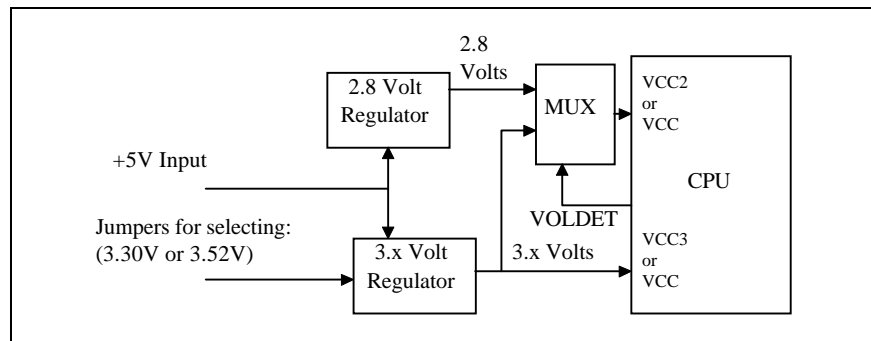 2.8
Volts
2.8 Volt
Regulator
MUX
VCC2
or
VCC
+5V Input
CPU
VOLDET
Jumpers for selecting:
(3.30V or 3.52V)
3.x Volt
Regulator
3.x Volts
VCC3
or
VCC